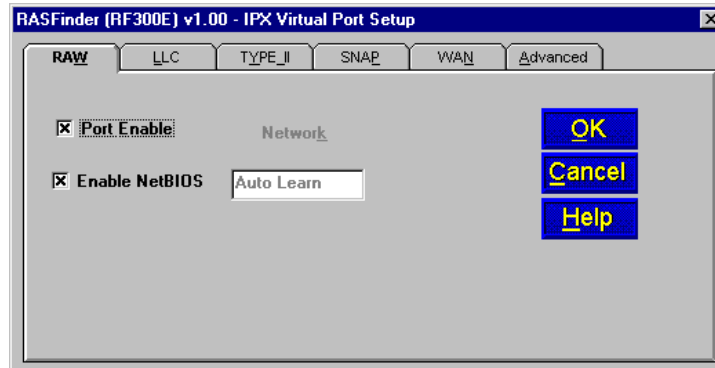 RASFinder (RF300E) v1.00 - IPX Virtual Port Setup
RAW LLC TYPE_II SNAP WAN Advanced
Port Enable Network OK
Enable NetBIOS Auto Learn Cancel
Help